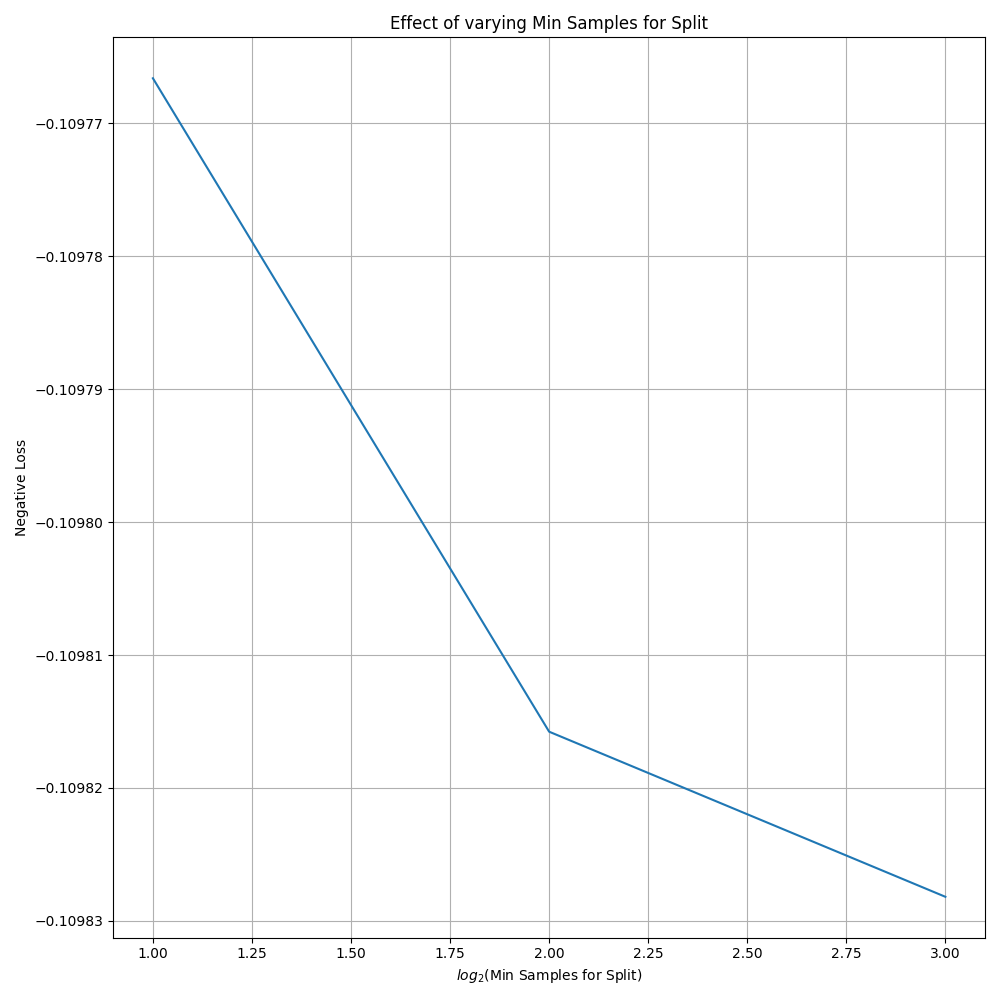 Effect of varying Min Samples for Split
Negative Loss
−0.10977
−0.10978
−0.10979
−0.10980
−0.10981
−0.10982
−0.10983
1.00 1.25 1.50 1.75 2.00 2.25 2.50 2.75 3.00
log₂(Min Samples for Split)